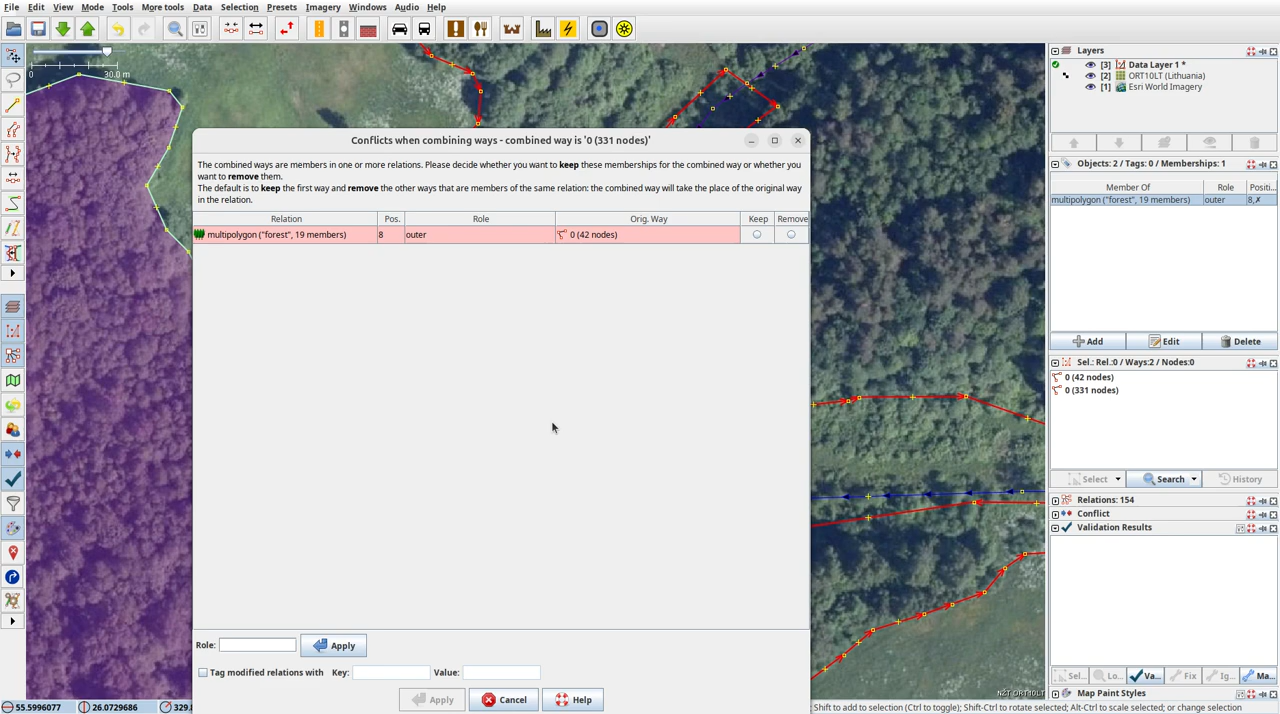 File Edit View Mode Tools More tools Data Selection Presets Imagery Windows Audio Help
0 30.0 m
Conflicts when combining ways - combined way is '0 (331 nodes)'
The combined ways are members in one or more relations. Please decide whether you want to keep these memberships for the combined way or whether you
want to remove them.
The default is to keep the first way and remove the other ways that are members of the same relation: the combined way will take the place of the original way
in the relation.
Relation Pos. Role Orig. Way Keep Remove
multipolygon ("forest", 19 members) 8 outer 0 (42 nodes)
Role: Apply
Tag modified relations with Key: Value:
Apply Cancel Help
Layers
[3] Data Layer 1 *
[2] ORT10LT (Lithuania)
[1] Esri World Imagery
Objects: 2 / Tags: 0 / Memberships: 1
Member Of Role Positi...
multipolygon ("forest", 19 members) outer 8,✗
Add Edit Delete
Sel.: Rel.:0 / Ways:2 / Nodes:0
0 (42 nodes)
0 (331 nodes)
Select Search History
Relations: 154
Conflict
Validation Results
Sel... Lo... Va... Fix Ig... Ma...
Map Paint Styles
NŽT ORT10LT
55.5996077 26.0729686 329.
Shift to add to selection (Ctrl to toggle); Shift-Ctrl to rotate selected; Alt-Ctrl to scale selected; or change selection